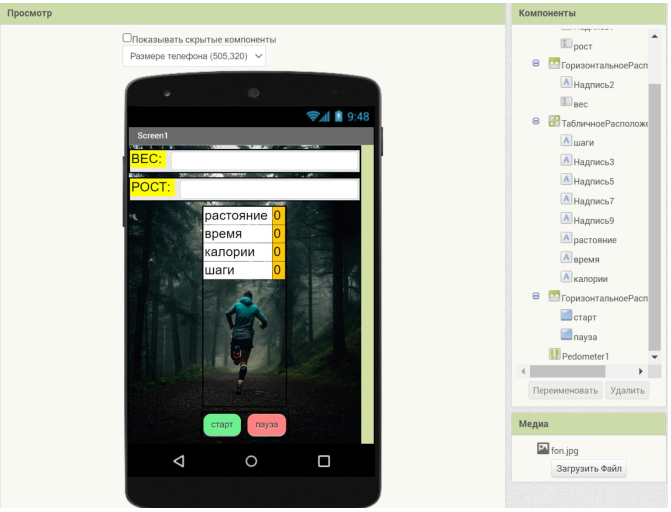 Просмотр
Показывать скрытые компоненты
Размере телефона (505,320)
9:48
Screen1
ВЕС:
РОСТ:
растояние 0
время 0
калории 0
шаги 0
старт
пауза
Компоненты
рост
ГоризонтальноеРасп
Надпись2
вес
ТабличноеРасположе
шаги
Надпись3
Надпись5
Надпись7
Надпись9
растояние
время
калории
ГоризонтальноеРасп
старт
пауза
Pedometer1
Переименовать
Удалить
Медиа
fon.jpg
Загрузить Файл